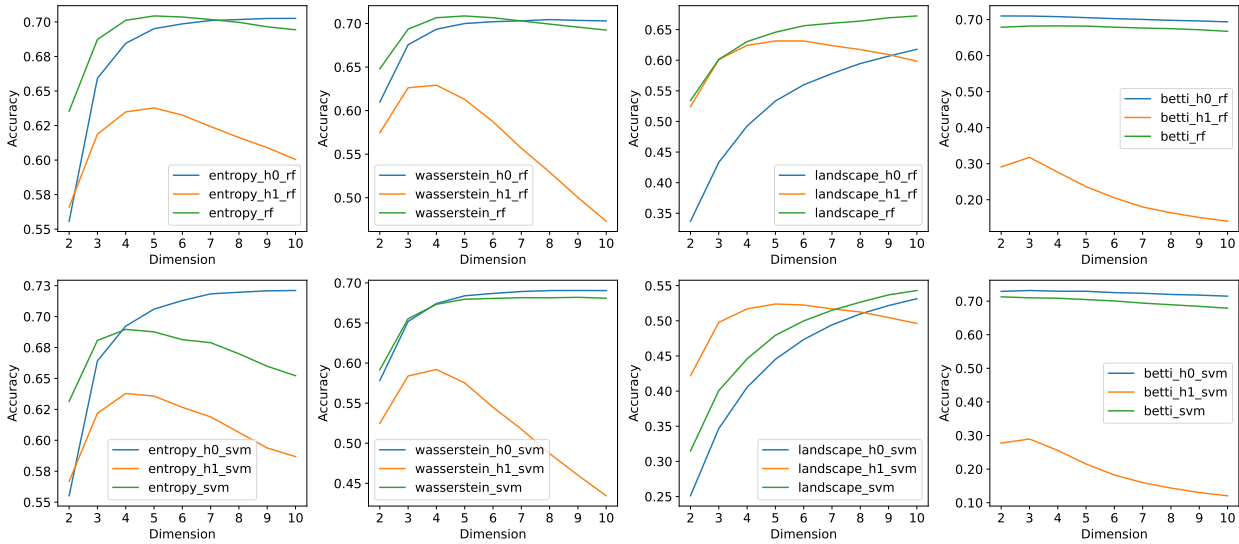 0.70
0.68
0.65
0.62
0.60
0.58
0.55
Accuracy
entropy_h0_rf
entropy_h1_rf
entropy_rf
2 3 4 5 6 7 8 9 10
Dimension
0.70
0.65
0.60
0.55
0.50
Accuracy
wasserstein_h0_rf
wasserstein_h1_rf
wasserstein_rf
2 3 4 5 6 7 8 9 10
Dimension
0.65
0.60
0.55
0.50
0.45
0.40
0.35
Accuracy
landscape_h0_rf
landscape_h1_rf
landscape_rf
2 3 4 5 6 7 8 9 10
Dimension
0.70
0.60
0.50
0.40
0.30
0.20
Accuracy
betti_h0_rf
betti_h1_rf
betti_rf
2 3 4 5 6 7 8 9 10
Dimension
0.73
0.70
0.68
0.65
0.62
0.60
0.58
0.55
Accuracy
entropy_h0_svm
entropy_h1_svm
entropy_svm
2 3 4 5 6 7 8 9 10
Dimension
0.70
0.65
0.60
0.55
0.50
0.45
Accuracy
wasserstein_h0_svm
wasserstein_h1_svm
wasserstein_svm
2 3 4 5 6 7 8 9 10
Dimension
0.55
0.50
0.45
0.40
0.35
0.30
0.25
Accuracy
landscape_h0_svm
landscape_h1_svm
landscape_svm
2 3 4 5 6 7 8 9 10
Dimension
0.70
0.60
0.50
0.40
0.30
0.20
0.10
Accuracy
betti_h0_svm
betti_h1_svm
betti_svm
2 3 4 5 6 7 8 9 10
Dimension